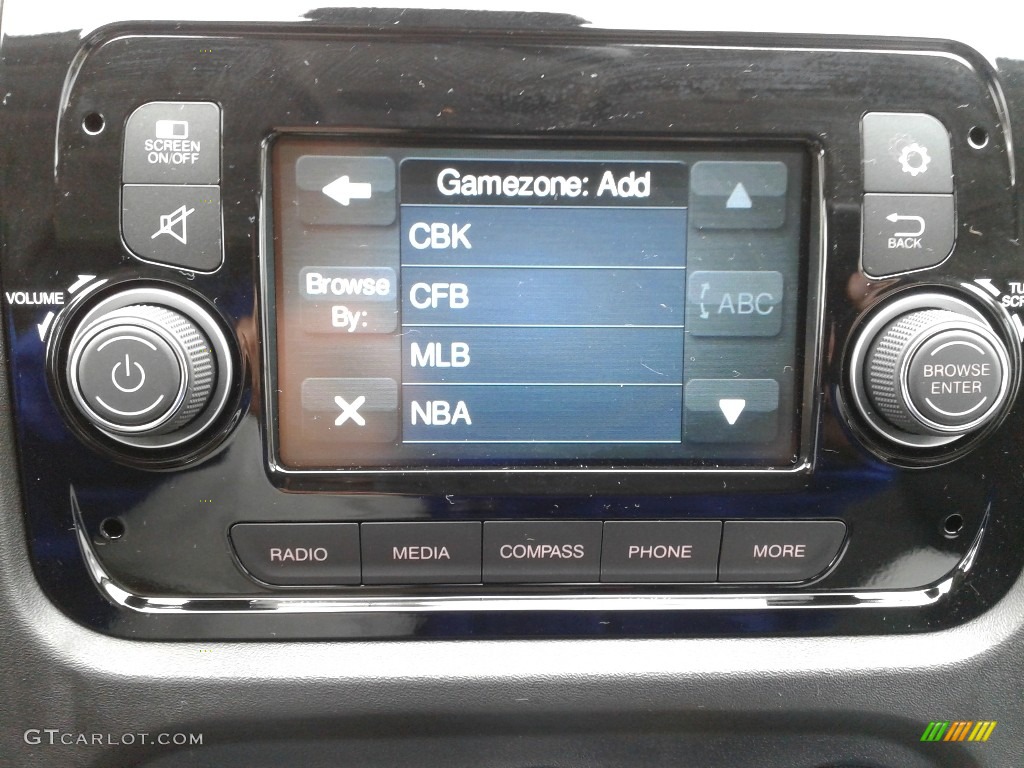 SCREEN
ON/OFF
VOLUME
Gamezone: Add
CBK
Browse
By:
CFB
ABC
MLB
NBA
BACK
BROWSE
ENTER
RADIO
MEDIA
COMPASS
PHONE
MORE
GTCARLOT.COM